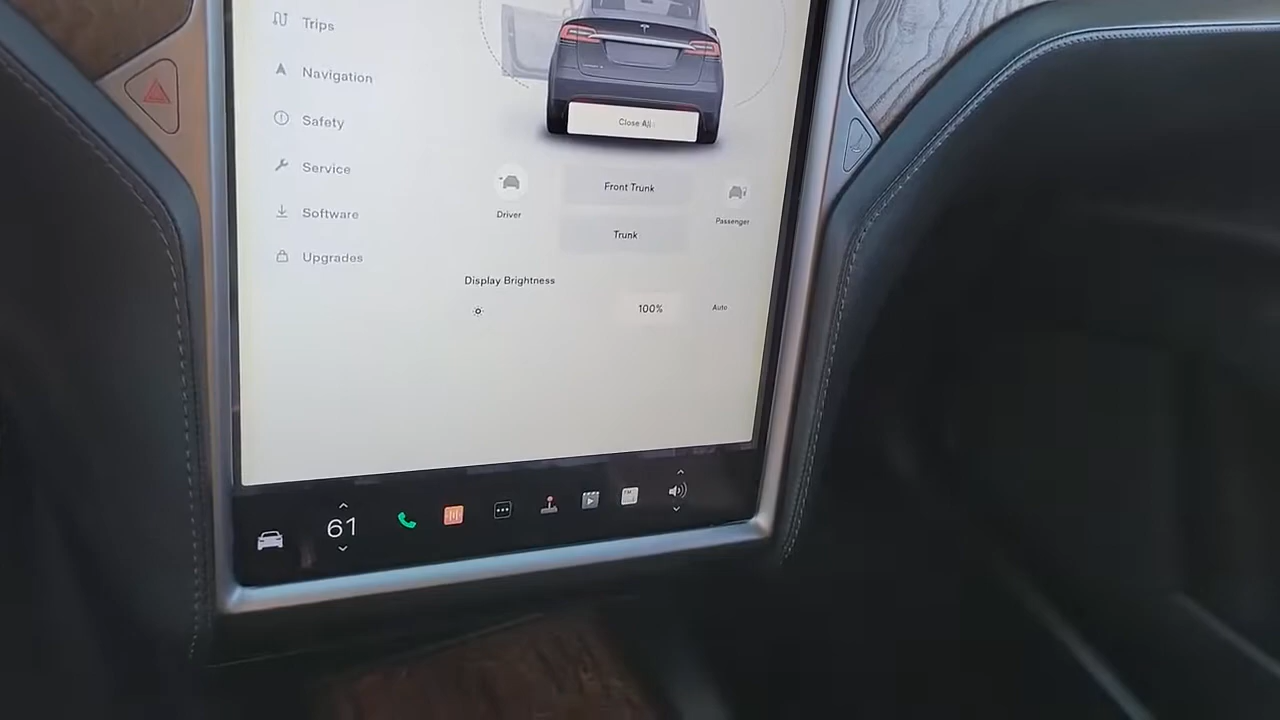 Trips
Navigation
Safety
Service
Software
Upgrades
Close All
Driver
Front Trunk
Passenger
Trunk
Display Brightness
100%
Auto
61